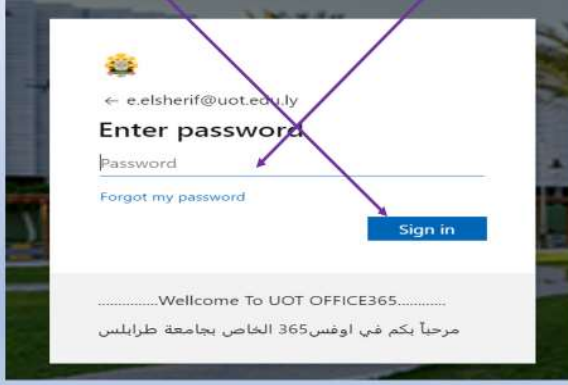 ← e.elsherif@uot.edu.ly
Enter password
Password
Forgot my password
Sign in
..............Wellcome To UOT OFFICE365............
مرحباً بكم في اوفس365 الخاص بجامعة طرابلس